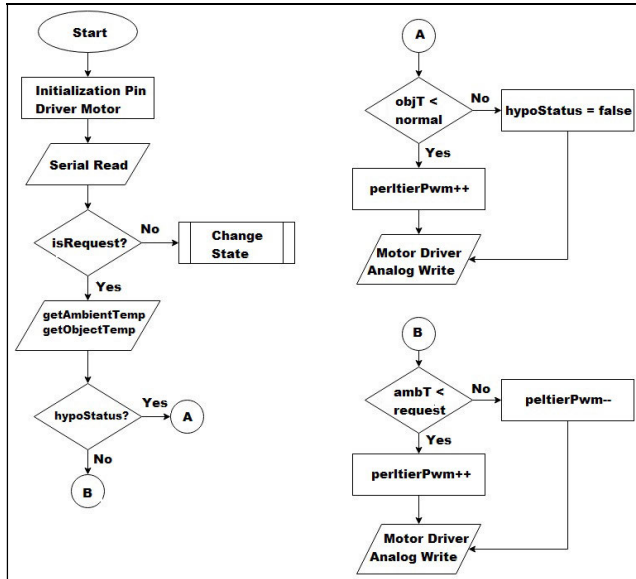 Start
Initialization Pin
Driver Motor
Serial Read
isRequest?
No
Change
State
Yes
getAmbientTemp
getObjectTemp
hypoStatus?
Yes
A
No
B
A
objT <
normal
No
hypoStatus = false
Yes
perltierPwm++
Motor Driver
Analog Write
B
ambT <
request
No
peltierPwm--
Yes
perltierPwm++
Motor Driver
Analog Write